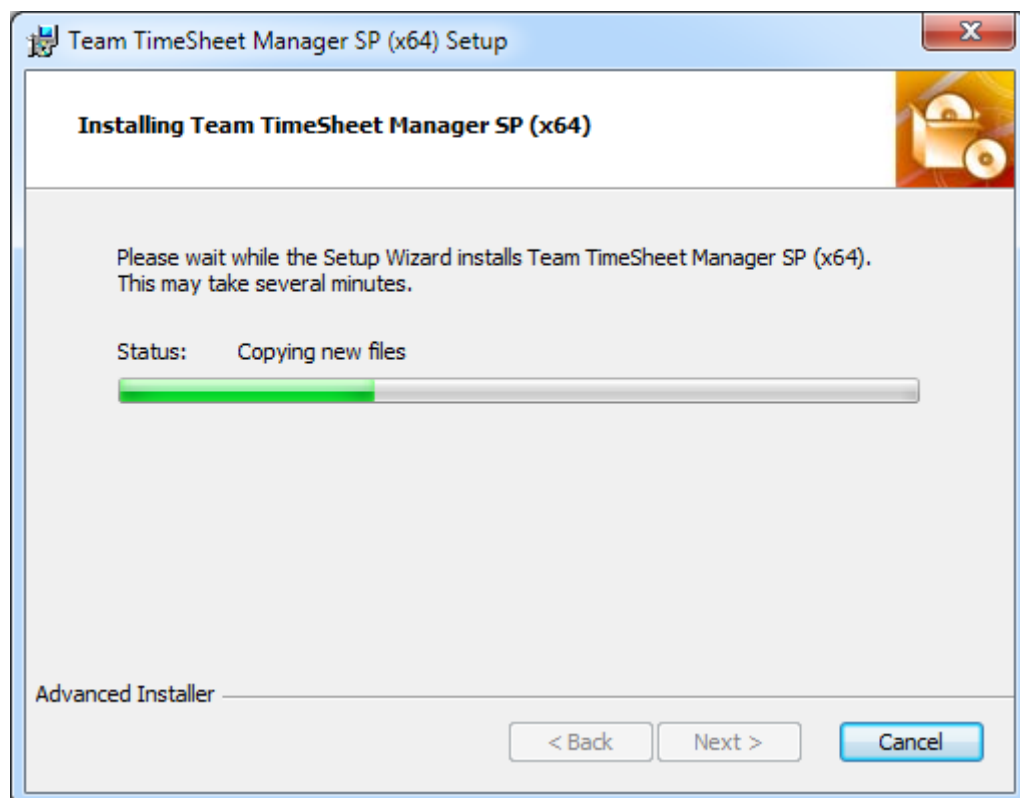 Team TimeSheet Manager SP (x64) Setup
Installing Team TimeSheet Manager SP (x64)
Please wait while the Setup Wizard installs Team TimeSheet Manager SP (x64).
This may take several minutes.
Status: Copying new files
Advanced Installer
< Back Next > Cancel